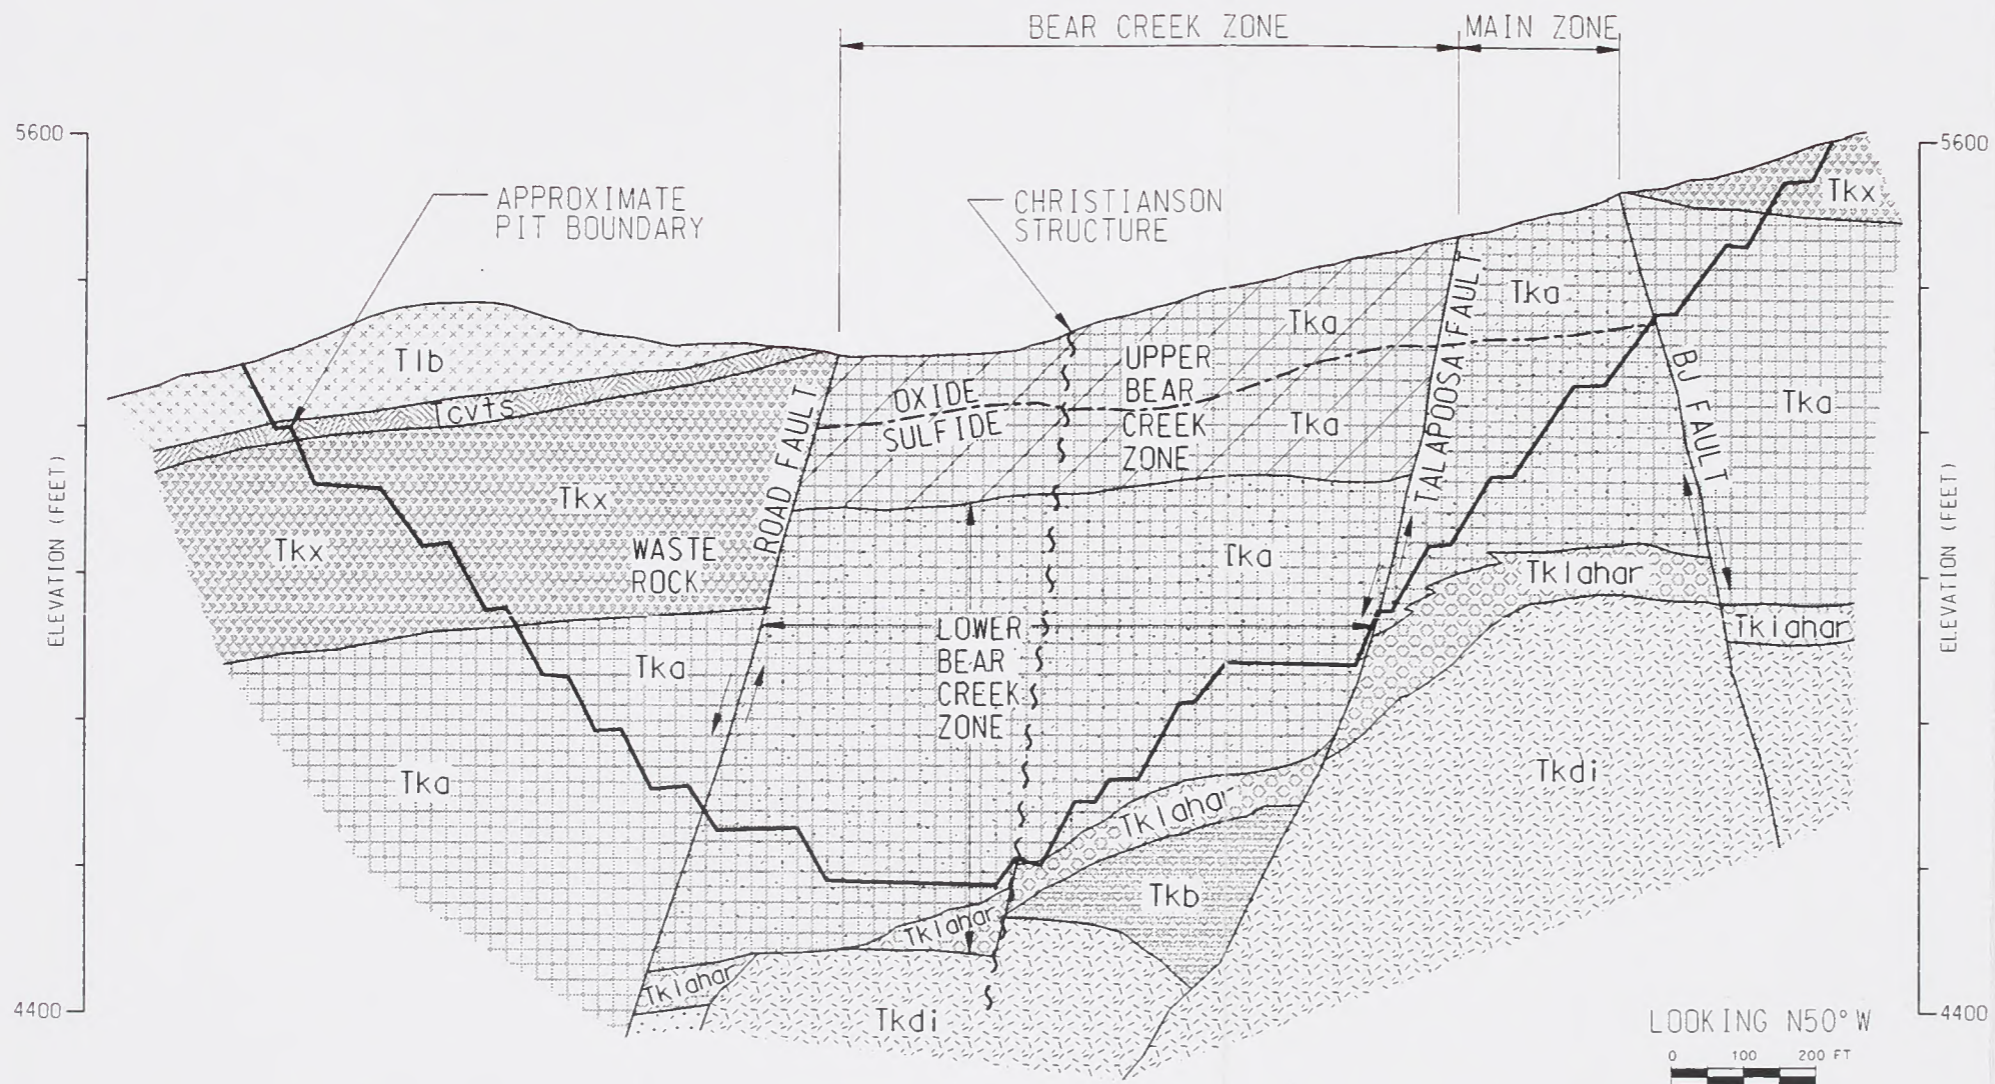 BEAR CREEK ZONE
MAIN ZONE
5600
5600
APPROXIMATE
PIT BOUNDARY
CHRISTIANSON
STRUCTURE
Tkx
Tka
Tka
TALAPOOSA FAULT
Tlb
Tcvts
UPPER
BEAR
CREEK
ZONE
OXIDE
SULFIDE
Tka
BJ FAULT
Tka
ROAD FAULT
ELEVATION (FEET)
ELEVATION (FEET)
Tkx
Tkx
WASTE
ROCK
Tka
Tklahar
Tklahar
LOWER
BEAR
CREEK
ZONE
Tka
Tka
Tkdi
Tklahar
Tkb
Tklahar
Tklahar
Tkdi
4400
4400
LOOKING N50°W
0 100 200 FT